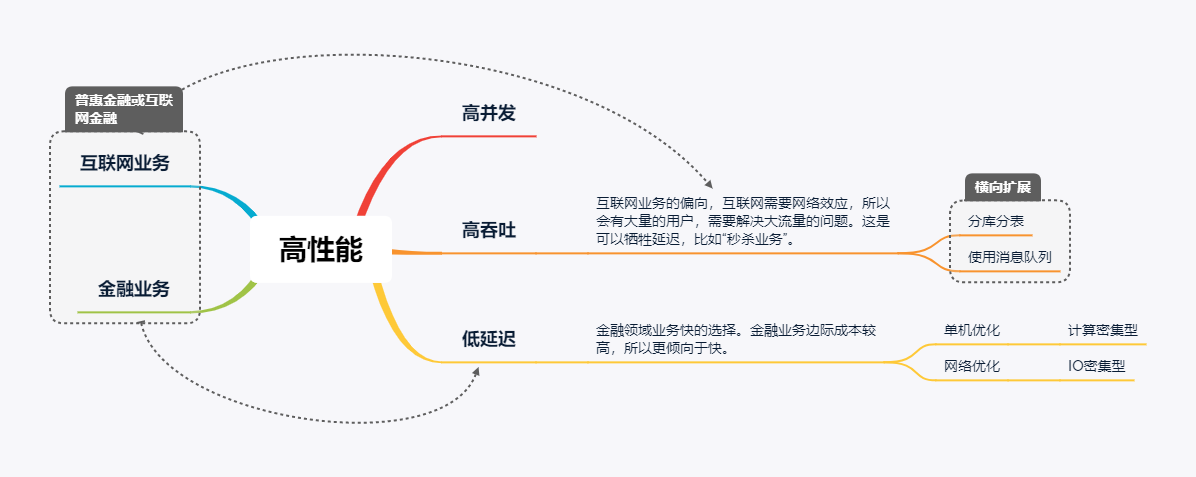 普惠金融或互联
网金融
互联网业务
金融业务
高性能
高并发
高吞吐
互联网业务的偏向，互联网需要网络效应，所以
会有大量的用户，需要解决大流量的问题。这是
可以牺牲延迟，比如“秒杀业务”。
横向扩展
分库分表
使用消息队列
低延迟
金融领域业务快的选择。金融业务边际成本较
高，所以更倾向于快。
单机优化
计算密集型
网络优化
IO密集型